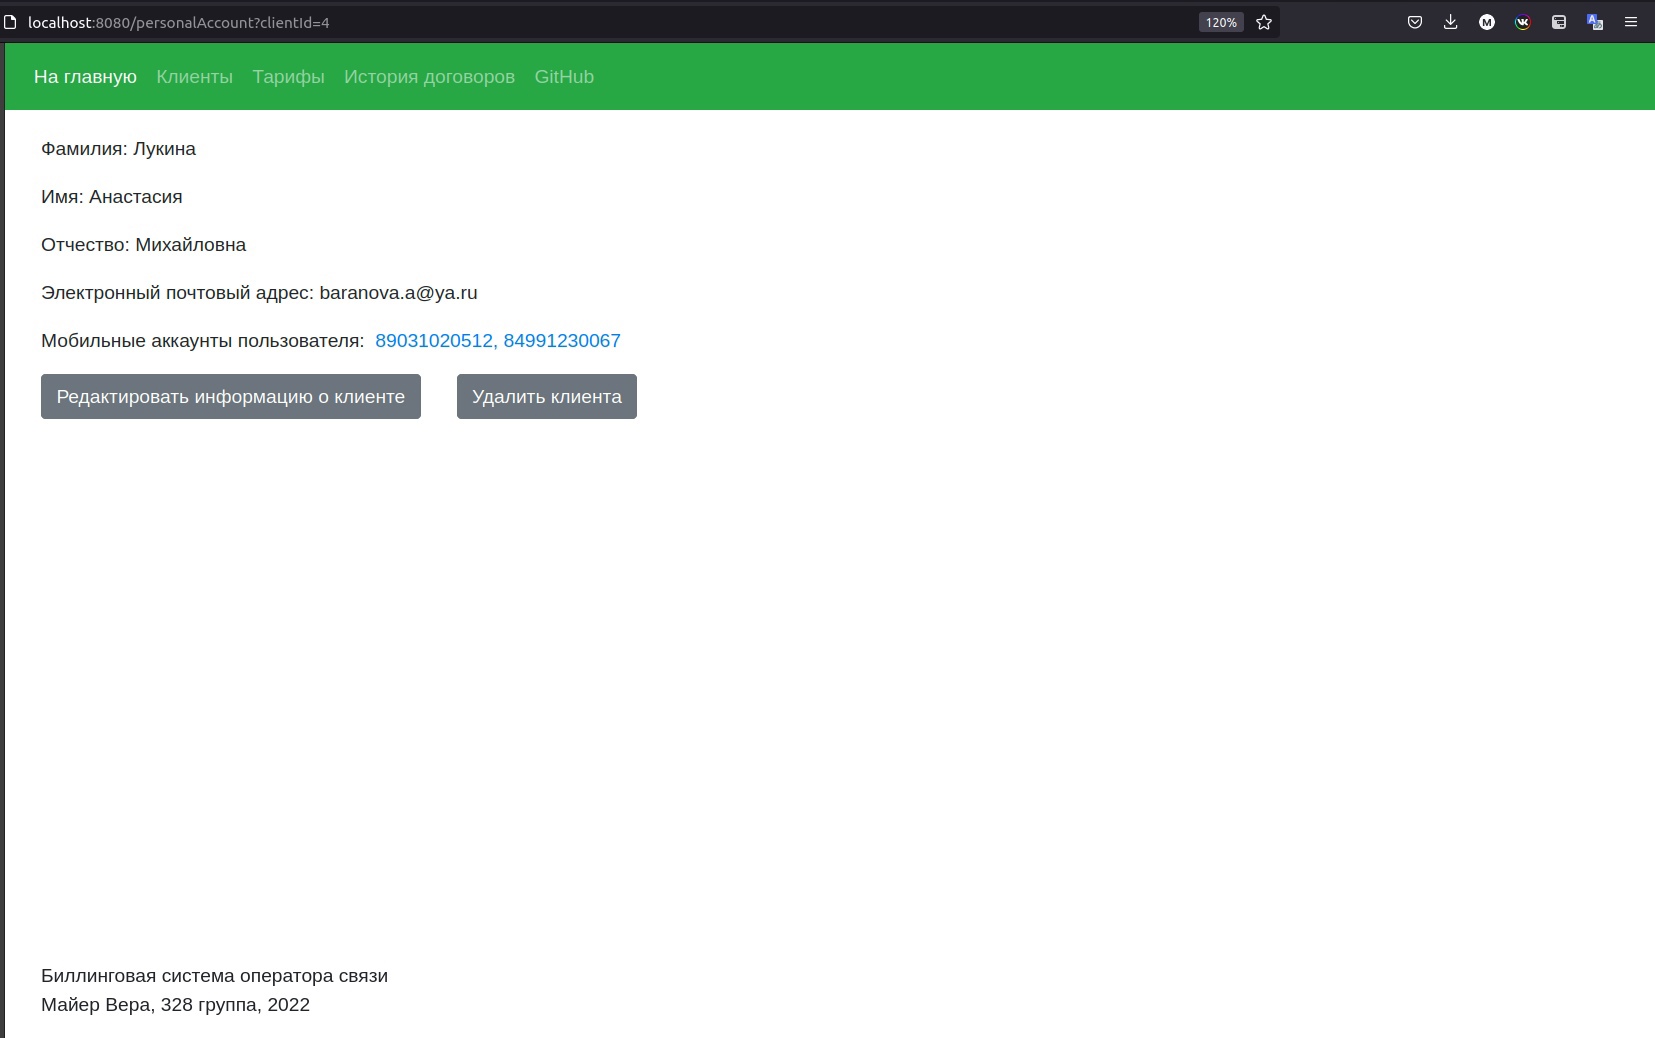 localhost:8080/personalAccount?clientId=4 120%
На главную Клиенты Тарифы История договоров GitHub
Фамилия: Лукина
Имя: Анастасия
Отчество: Михайловна
Электронный почтовый адрес: baranova.a@ya.ru
Мобильные аккаунты пользователя: 89031020512, 84991230067
Редактировать информацию о клиенте Удалить клиента
Биллинговая система оператора связи
Майер Вера, 328 группа, 2022